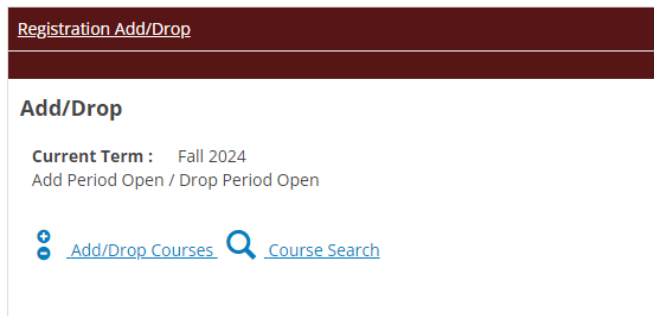 Registration Add/Drop
Add/Drop
Current Term : Fall 2024
Add Period Open / Drop Period Open
Add/Drop Courses Course Search